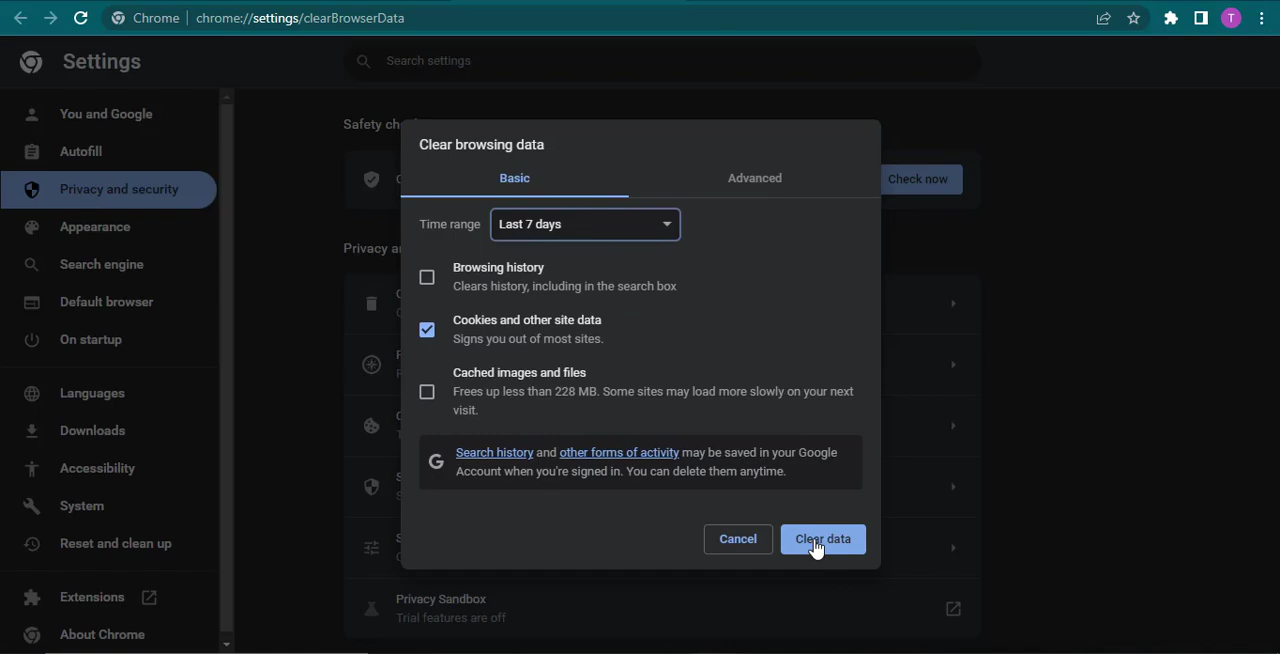 Chrome | chrome://settings/clearBrowserData
T
Settings
Search settings
You and Google
Autofill
Privacy and security
Appearance
Search engine
Default browser
On startup
Languages
Downloads
Accessibility
System
Reset and clean up
Extensions
About Chrome
Safety
Check now
Clear browsing data
Basic
Advanced
Time range
Last 7 days
Browsing history
Clears history, including in the search box
Cookies and other site data
Signs you out of most sites.
Cached images and files
Frees up less than 228 MB. Some sites may load more slowly on your next
visit.
G
Search history and other forms of activity may be saved in your Google
Account when you're signed in. You can delete them anytime.
Cancel
Clear data
Privacy
Privacy Sandbox
Trial features are off